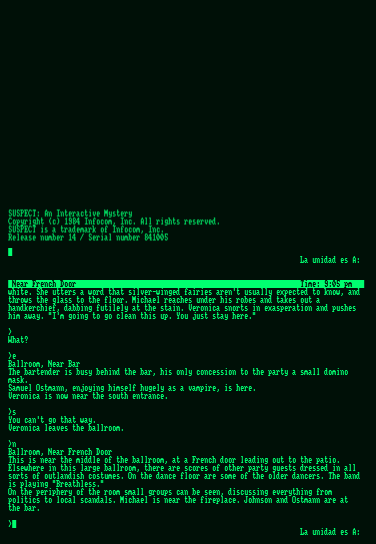 SUSPECT: An Interactive Mystery
Copyright (c) 1984 Infocom, Inc. All rights reserved.
SUSPECT is a trademark of Infocom, Inc.
Release number 14 / Serial number 841005
La unidad es A:
Near French Door Time: 9:05 pm
white. She utters a word that silver-winged fairies aren't usually expected to know, and
throws the glass to the floor. Michael reaches under his robes and takes out a
handkerchief, dabbing futilely at the stain. Veronica snorts in exasperation and pushes
him away. "I'm going to go clean this up. You just stay here."
>
What?
>e
Ballroom, Near Bar
The bartender is busy behind the bar, his only concession to the party a small domino
mask.
Samuel Ostmann, enjoying himself hugely as a vampire, is here.
Veronica is now near the south entrance.
>s
You can't go that way.
Veronica leaves the ballroom.
>n
Ballroom, Near French Door
This is near the middle of the ballroom, at a French door leading out to the patio.
Elsewhere in this large ballroom, there are scores of other party guests dressed in all
sorts of outlandish costumes. On the dance floor are some of the older dancers. The band
is playing "Breathless."
On the periphery of the room small groups can be seen, discussing everything from
politics to local scandals. Michael is near the fireplace. Johnson and Ostmann are at
the bar.
>
La unidad es A: